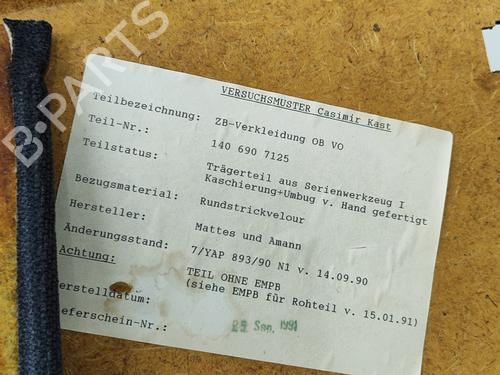 VERSUCHSMUSTER Casimir Kast
Teilbezeichnung: ZB-Verkleidung OB VO
Teil-Nr.: 140 690 7125
Teilstatus: Trägerteil aus Serienwerkzeug I
Kaschierung+Umbug v. Hand gefertigt
Bezugsmaterial: Rundstrickvelour
Hersteller: Mattes und Amann
Änderungsstand: 7/YAP 893/90 N1 v. 14.09.90
Achtung: TEIL OHNE EMPB
(siehe EMPB für Rohteil v. 15.01.91)
erstelldatum: Sep. 1991
eferschein-Nr.:
B-PARTS